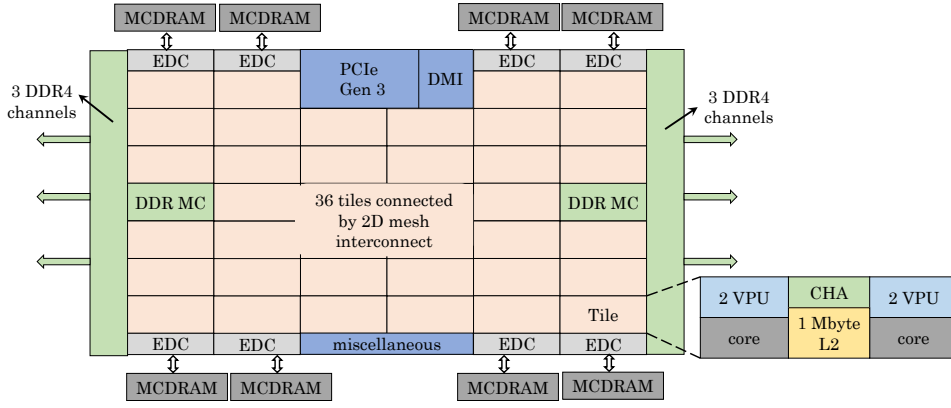 MCDRAM
MCDRAM
MCDRAM
MCDRAM
EDC
EDC
PCIe
Gen 3
DMI
EDC
EDC
3 DDR4
channels
3 DDR4
channels
DDR MC
36 tiles connected
by 2D mesh
interconnect
DDR MC
Tile
2 VPU
CHA
2 VPU
core
1 Mbyte
L2
core
EDC
EDC
miscellaneous
EDC
EDC
MCDRAM
MCDRAM
MCDRAM
MCDRAM